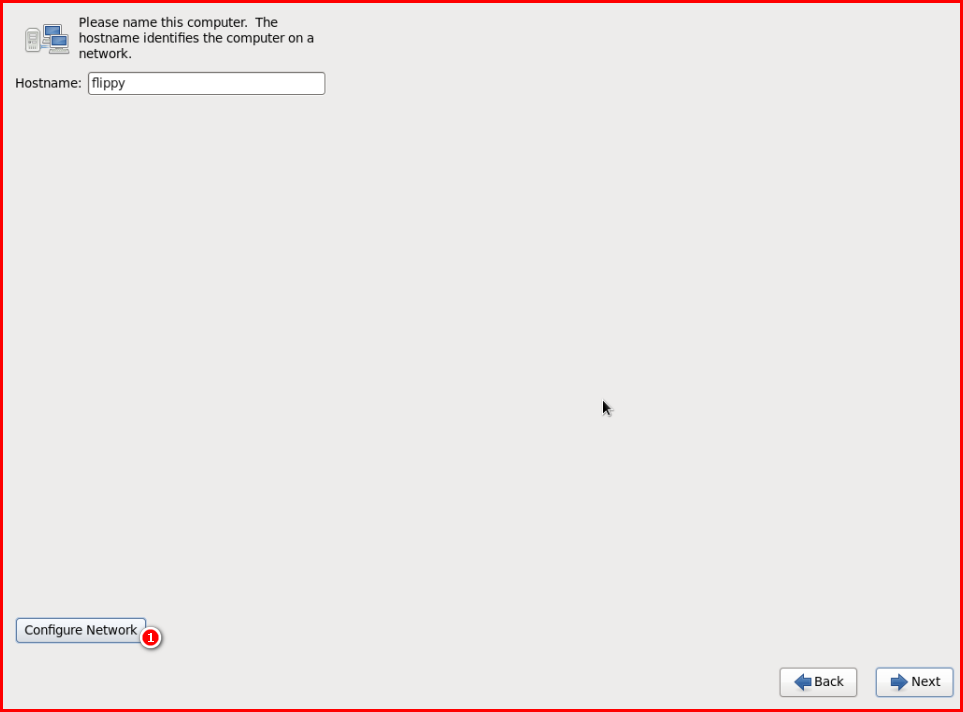 Please name this computer.  The
hostname identifies the computer on a
network.
Hostname: flippy
Configure Network
1
Back
Next